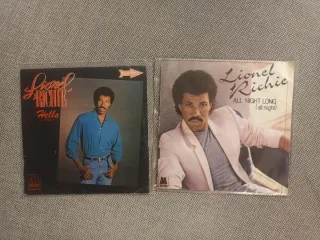 Lionel
RICHIE
Hello
Lionel
Richie
ALL NIGHT LONG
(all night)